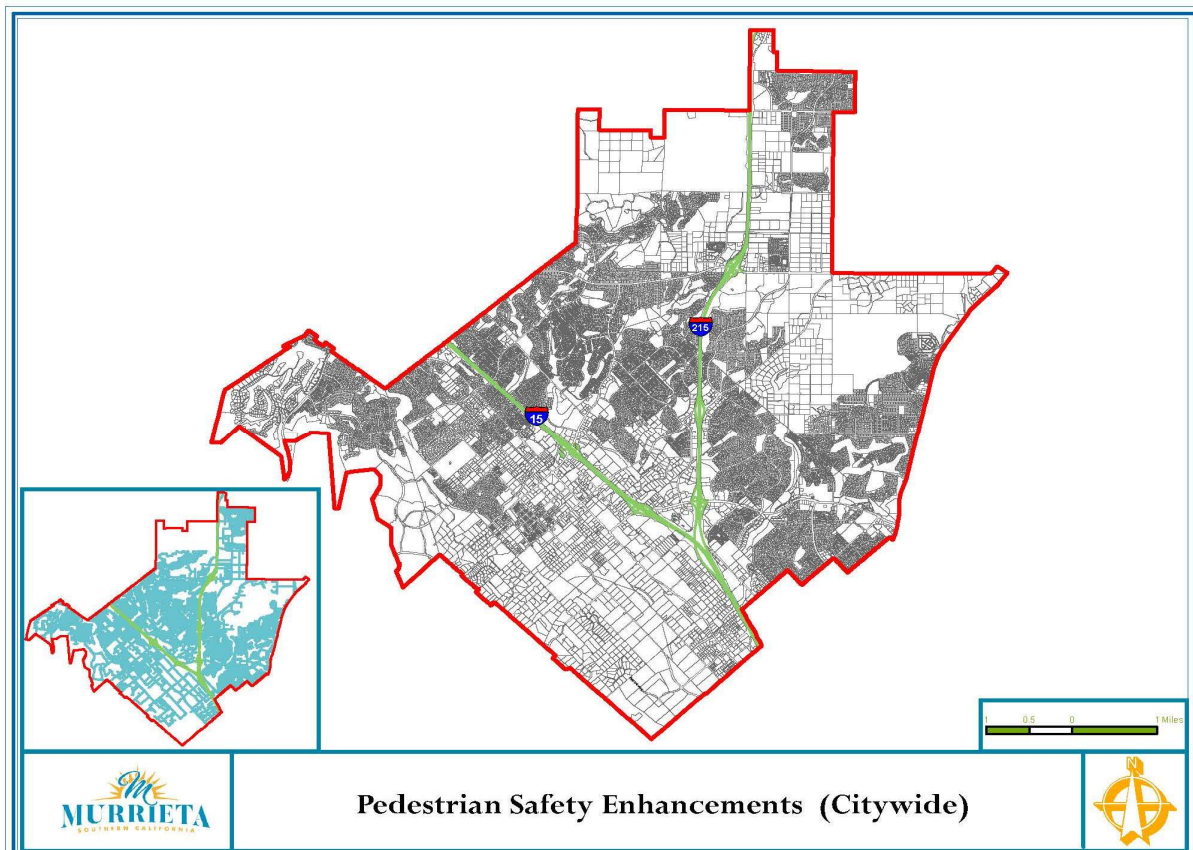 215
15
1 0.5 0 1 Miles
M
MURRIETA
SOUTHERN CALIFORNIA
Pedestrian Safety Enhancements (Citywide)
N